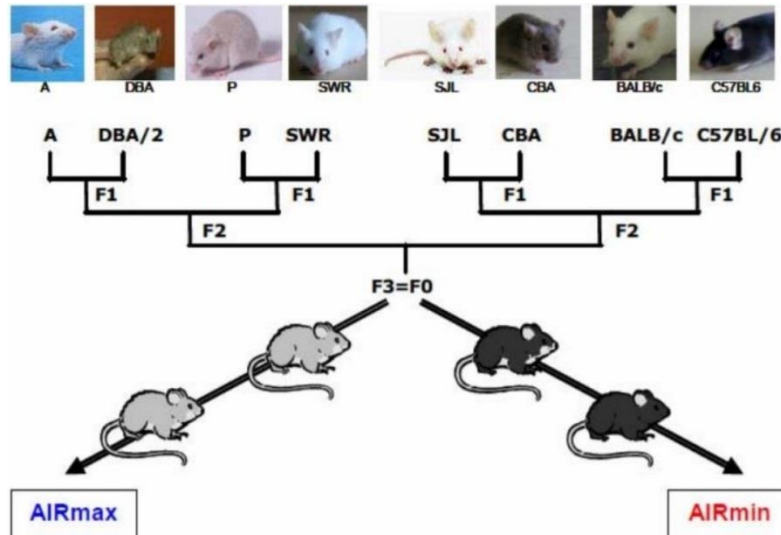 A DBA P SWR SJL CBA BALB/c C57BL6
A DBA/2 P SWR SJL CBA BALB/c C57BL/6
F1 F1 F1 F1
F2 F2
F3=F0
AIRmax AIRmin